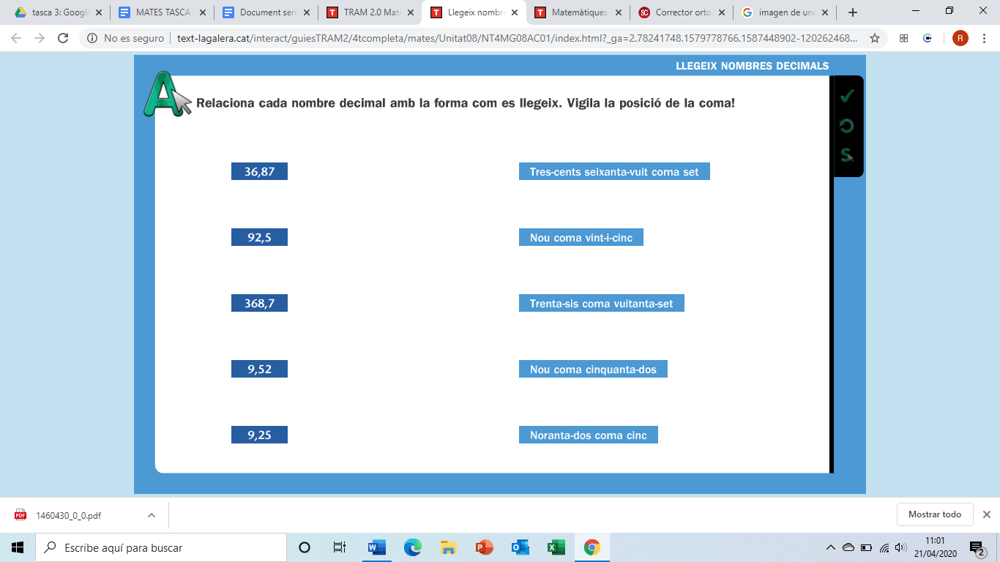 tasca 3: Googl
MATES TASCA
Document sen
TRAM 2.0 Mat
Llegeix nombr
Matemàtiques
Corrector orto
imagen de una
No es seguro
text-lagalera.cat/interact/guiesTRAM2/4tcompleta/mates/Unitat08/NT4MG08AC01/index.html?_ga=2.78241748.1579778766.1587448902-120262468...
R
LLEGEIX NOMBRES DECIMALS
A
Relaciona cada nombre decimal amb la forma com es llegeix. Vigila la posició de la coma!
S
36,87
Tres-cents seixanta-vuit coma set
92,5
Nou coma vint-i-cinc
368,7
Trenta-sis coma vuitanta-set
9,52
Nou coma cinquanta-dos
9,25
Noranta-dos coma cinc
1460430_0_0.pdf
Mostrar todo
Escribe aquí para buscar
11:01
21/04/2020
2